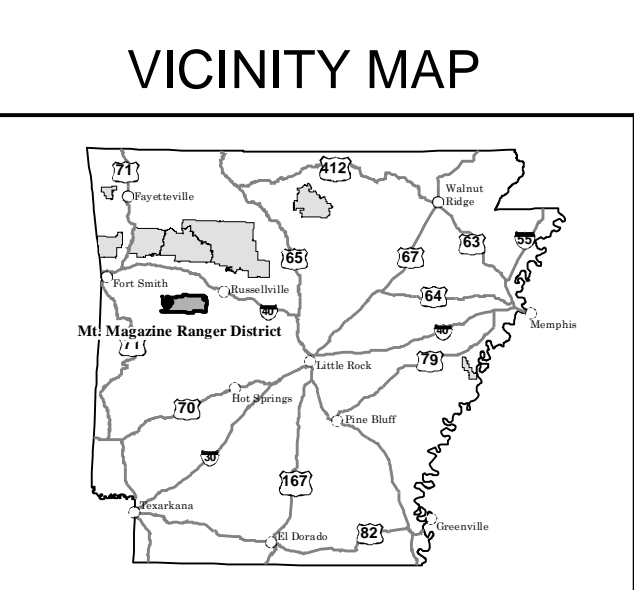 VICINITY MAP
71
412
Walnut
Ridge
Fayetteville
63
55
65
67
Fort Smith
Russellville
64
40
Memphis
Mt. Magazine Ranger District
40
71
79
Little Rock
Hot Springs
70
Pine Bluff
30
167
Texarkana
Greenville
El Dorado
82